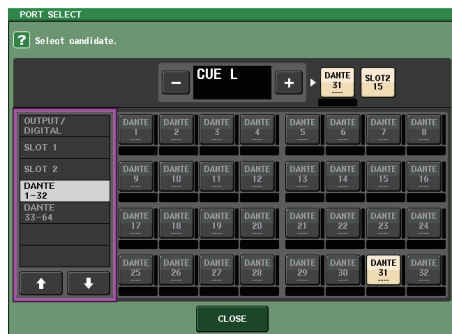 PORT SELECT
? Select candidate.
− CUE L + DANTE 31 ---- SLOT2 15
OUTPUT/
DIGITAL
SLOT 1
SLOT 2
DANTE
1-32
DANTE
33-64
DANTE 1 ---- DANTE 2 ---- DANTE 3 ---- DANTE 4 ---- DANTE 5 ---- DANTE 6 ---- DANTE 7 ---- DANTE 8 ----
DANTE 9 ---- DANTE 10 ---- DANTE 11 ---- DANTE 12 ---- DANTE 13 ---- DANTE 14 ---- DANTE 15 ---- DANTE 16 ----
DANTE 17 ---- DANTE 18 ---- DANTE 19 ---- DANTE 20 ---- DANTE 21 ---- DANTE 22 ---- DANTE 23 ---- DANTE 24 ----
DANTE 25 ---- DANTE 26 ---- DANTE 27 ---- DANTE 28 ---- DANTE 29 ---- DANTE 30 ---- DANTE 31 ---- DANTE 32 ----
CLOSE